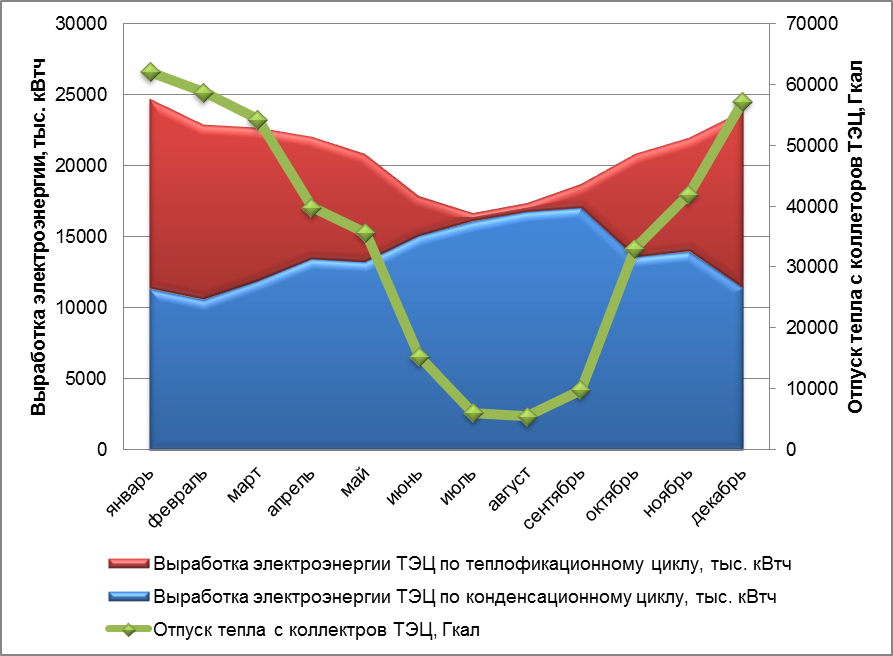 Выработка электроэнергии, тыс. кВтч
30000
25000
20000
15000
10000
5000
0
70000
60000
50000
40000
30000
20000
10000
0
Отпуск тепла с коллеторов ТЭЦ, Гкал
январь
февраль
март
апрель
май
июнь
июль
август
сентябрь
октябрь
ноябрь
декабрь
Выработка электроэнергии ТЭЦ по теплофикационному циклу, тыс. кВтч
Выработка электроэнергии ТЭЦ по конденсационному циклу, тыс. кВтч
Отпуск тепла с коллектров ТЭЦ, Гкал